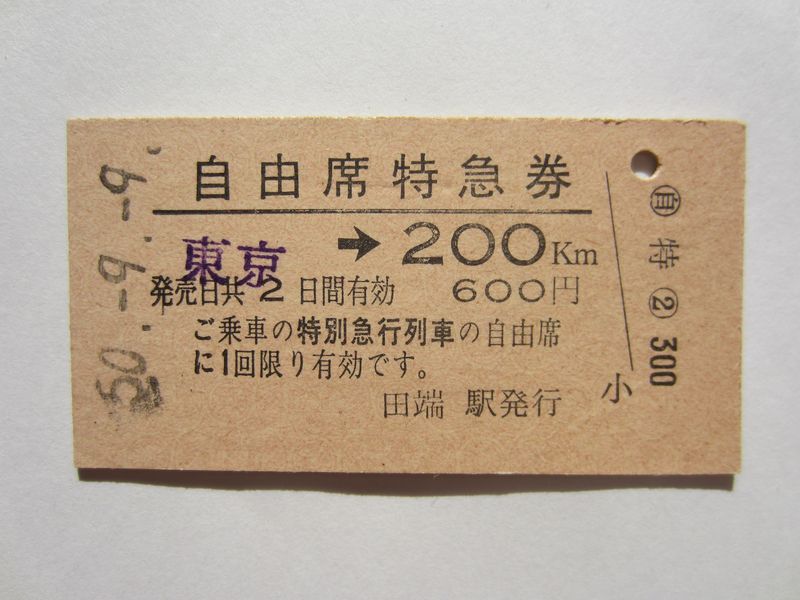 自由席特急券
東京 → 200Km
発売日共 2 日間有効 600円
ご乗車の特別急行列車の自由席
に1回限り有効です。
田端 駅発行
50.-9.-9.
小
㊂特② 300